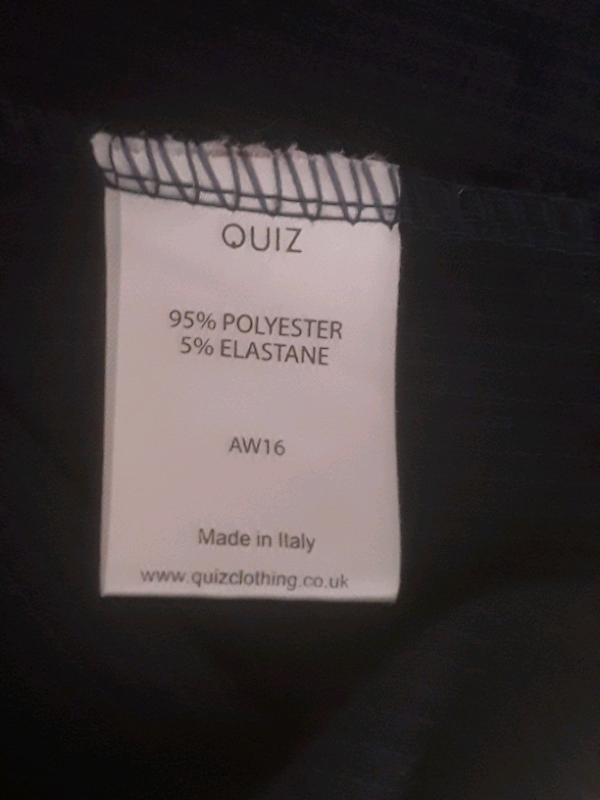 QUIZ
95% POLYESTER
5% ELASTANE
AW16
Made in Italy
www.quizclothing.co.uk